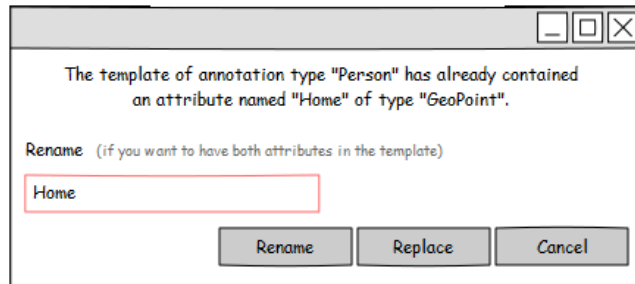 The template of annotation type "Person" has already contained
an attribute named "Home" of type "GeoPoint".
Rename (if you want to have both attributes in the template)
Home
Rename Replace Cancel